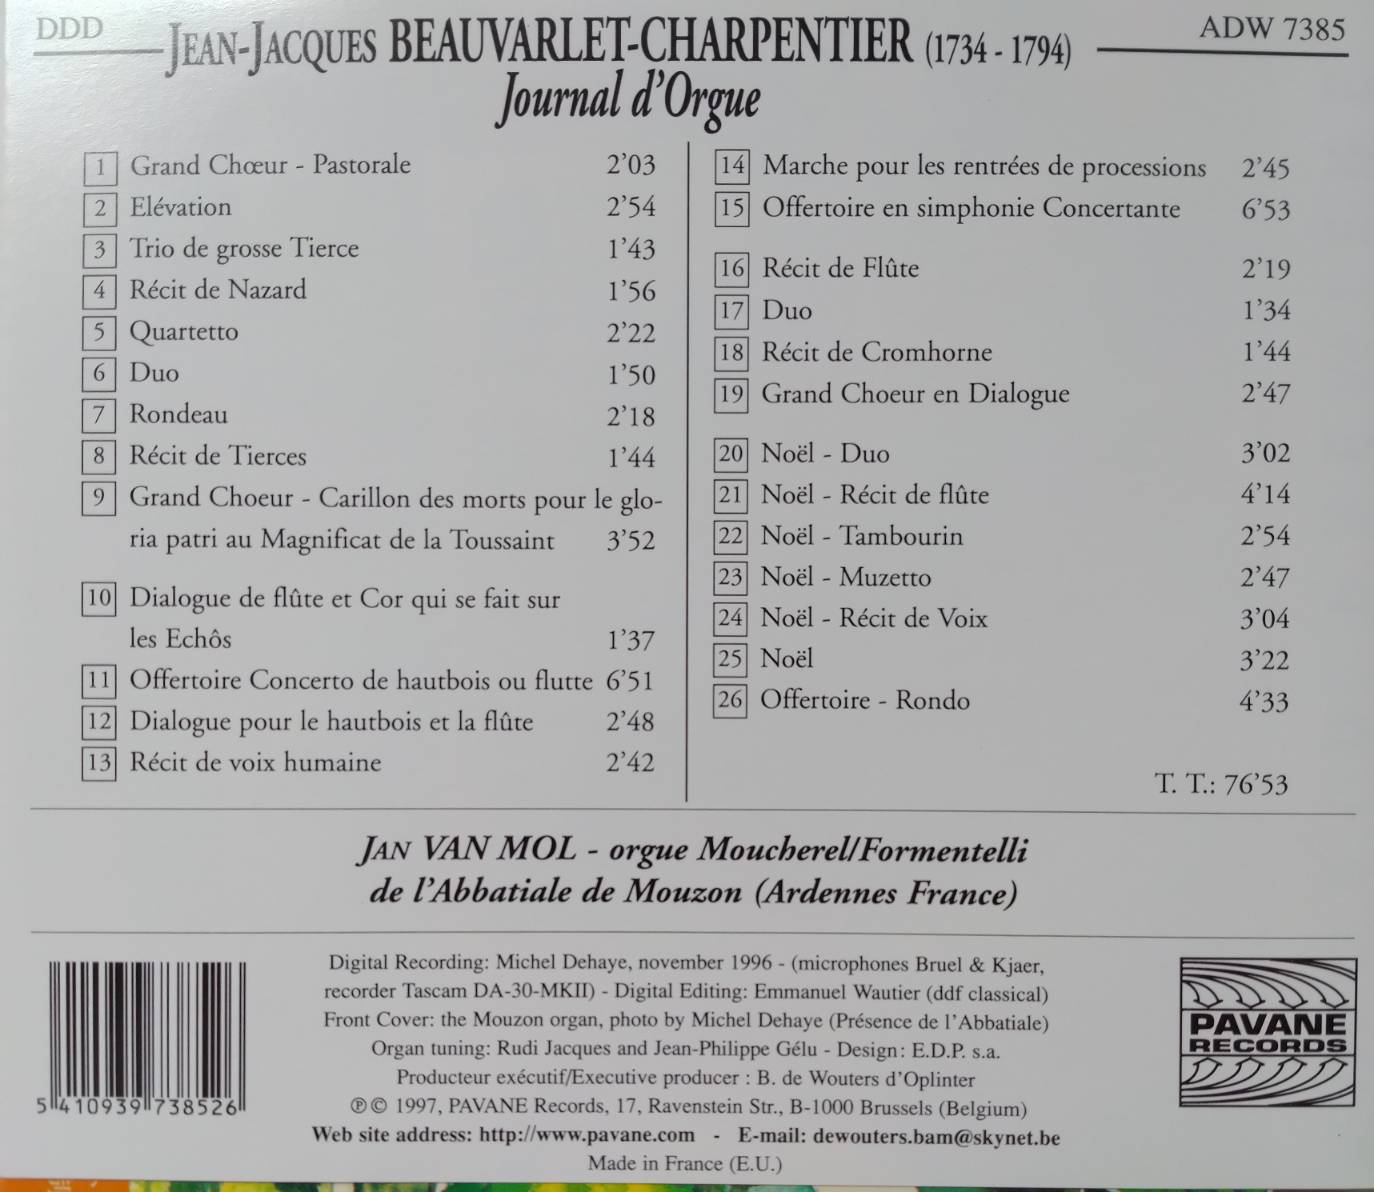 DDD
JEAN-JACQUES BEAUVARLET-CHARPENTIER (1734 - 1794)
ADW 7385
Journal d'Orgue
1 Grand Chœur - Pastorale 2'03
2 Elévation 2'54
3 Trio de grosse Tierce 1'43
4 Récit de Nazard 1'56
5 Quartetto 2'22
6 Duo 1'50
7 Rondeau 2'18
8 Récit de Tierces 1'44
9 Grand Choeur - Carillon des morts pour le glo-
ria patri au Magnificat de la Toussaint 3'52
10 Dialogue de flûte et Cor qui se fait sur
les Echôs 1'37
11 Offertoire Concerto de hautbois ou flutte 6'51
12 Dialogue pour le hautbois et la flûte 2'48
13 Récit de voix humaine 2'42
14 Marche pour les rentrées de processions 2'45
15 Offertoire en simphonie Concertante 6'53
16 Récit de Flûte 2'19
17 Duo 1'34
18 Récit de Cromhorne 1'44
19 Grand Choeur en Dialogue 2'47
20 Noël - Duo 3'02
21 Noël - Récit de flûte 4'14
22 Noël - Tambourin 2'54
23 Noël - Muzetto 2'47
24 Noël - Récit de Voix 3'04
25 Noël 3'22
26 Offertoire - Rondo 4'33
T. T.: 76'53
JAN VAN MOL - orgue Moucherel/Formentelli
de l'Abbatiale de Mouzon (Ardennes France)
Digital Recording: Michel Dehaye, november 1996 - (microphones Bruel & Kjaer,
recorder Tascam DA-30-MKII) - Digital Editing: Emmanuel Wautier (ddf classical)
Front Cover: the Mouzon organ, photo by Michel Dehaye (Présence de l'Abbatiale)
Organ tuning: Rudi Jacques and Jean-Philippe Gélu - Design: E.D.P. s.a.
Producteur exécutif/Executive producer : B. de Wouters d'Oplinter
℗© 1997, PAVANE Records, 17, Ravenstein Str., B-1000 Brussels (Belgium)
Web site address: http://www.pavane.com - E-mail: dewouters.bam@skynet.be
Made in France (E.U.)
5 410939 738526
PAVANE
RECORDS